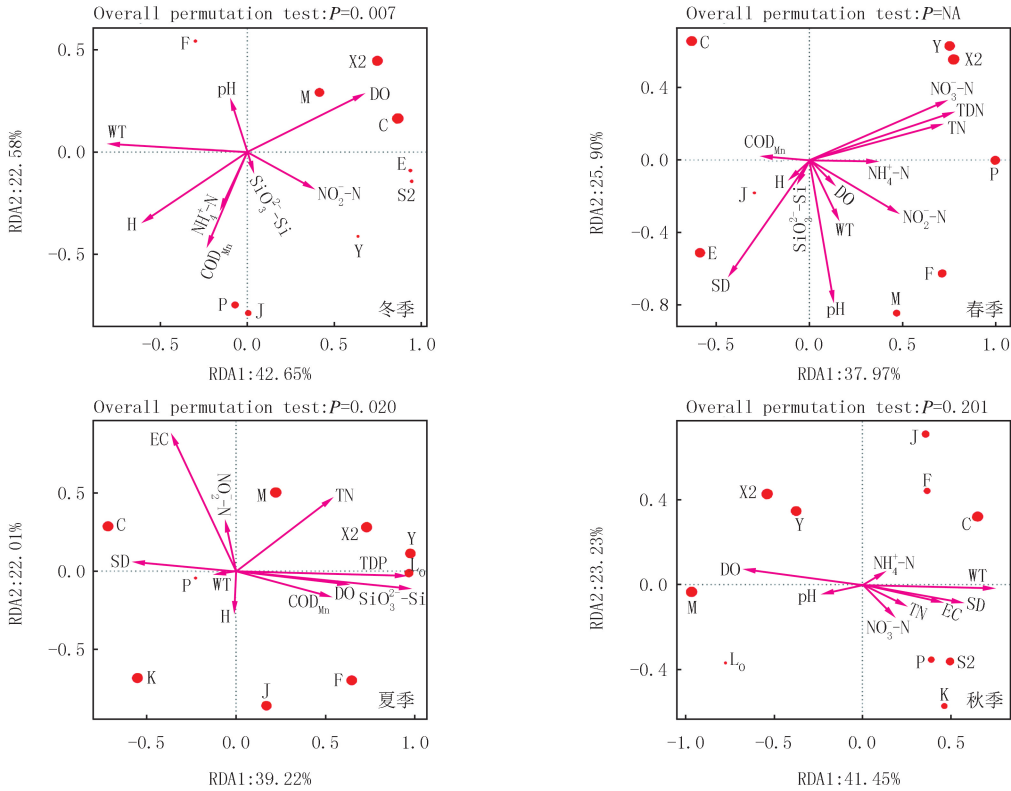 Overall permutation test:P=0.007
0.5
0.0
−0.5
RDA2:22.58%
F
X2
pH
M
DO
C
WT
E
S2
NO₂⁻-N
SiO₃²⁻-Si
NH₄⁺-N
H
COD_Mn
Y
P
J
冬季
−0.5
0.0
0.5
1.0
RDA1:42.65%
Overall permutation test:P=NA
0.4
0.0
−0.4
−0.8
RDA2:25.90%
C
Y
X2
NO₃⁻-N
TDN
TN
COD_Mn
P
NH₄⁺-N
H
J
DO
SiO₃²⁻-Si
NO₂⁻-N
WT
E
SD
F
M
pH
春季
−0.5
0.0
0.5
1.0
RDA1:37.97%
Overall permutation test:P=0.020
0.5
0.0
−0.5
RDA2:22.01%
EC
NO₂⁻-N
M
TN
C
X2
Y
SD
TDP
L₀
P
WT
DO
SiO₃²⁻-Si
COD_Mn
H
K
J
F
夏季
−0.5
0.0
0.5
1.0
RDA1:39.22%
Overall permutation test:P=0.201
0.4
0.0
−0.4
RDA2:23.23%
J
F
X2
Y
C
NH₄⁺-N
DO
WT
M
pH
TN
EC
SD
NO₃⁻-N
L₀
P
S2
K
秋季
−1.0
0.0
0.5
RDA1:41.45%